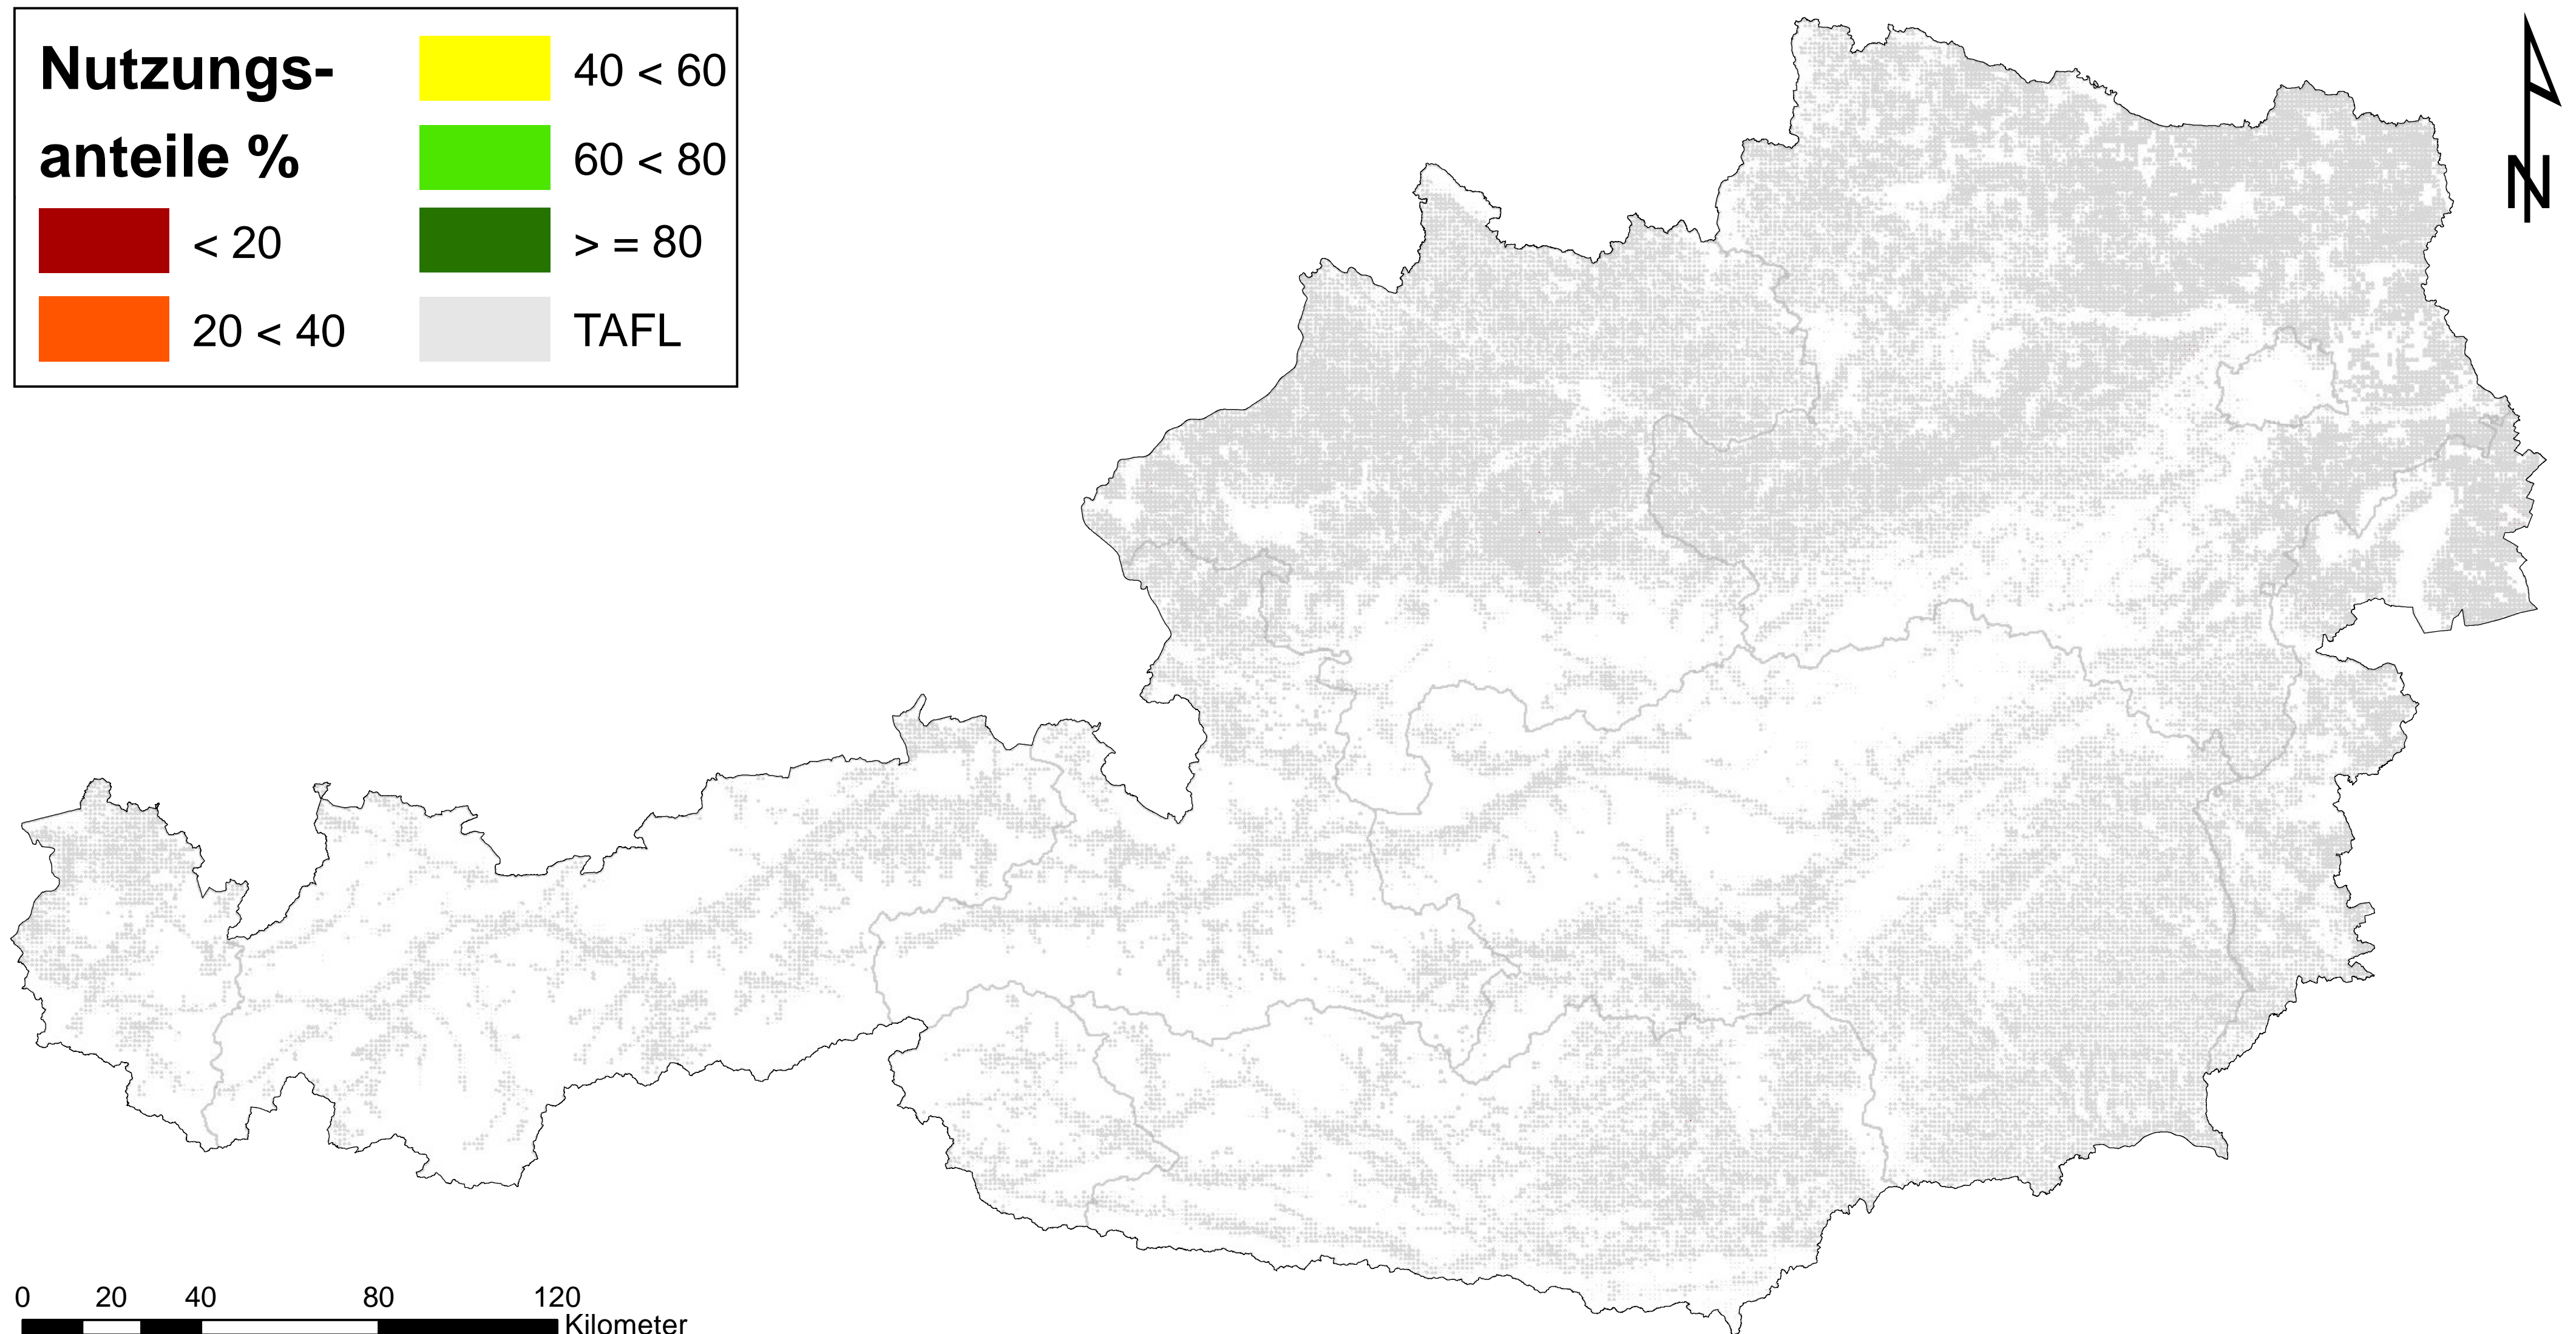 Nutzungs-
anteile %
< 20
20 < 40
40 < 60
60 < 80
> = 80
TAFL
N
0 20 40 80 120
Kilometer